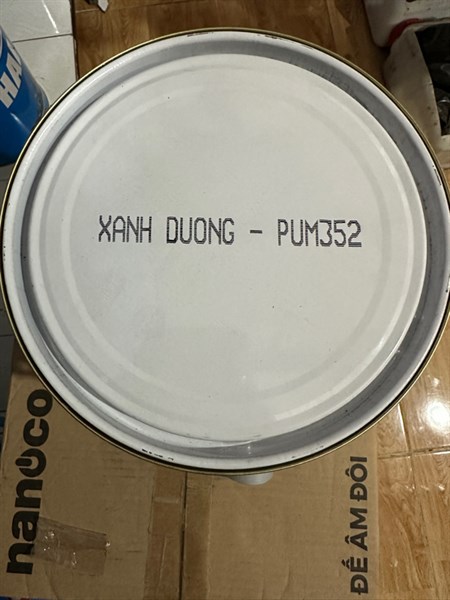 XANH DUONG - PUM352
nanoco
ĐẾ ÂM ĐÔI